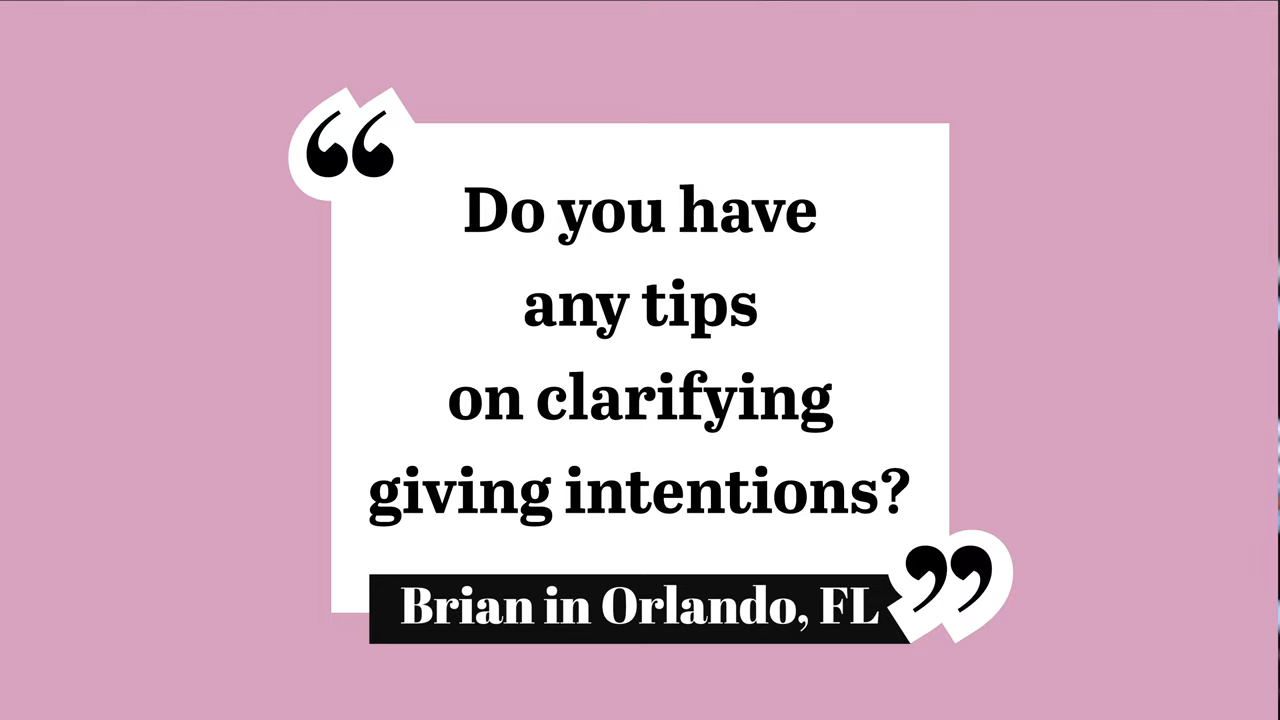 “
Do you have
any tips
on clarifying
giving intentions?
”
Brian in Orlando, FL